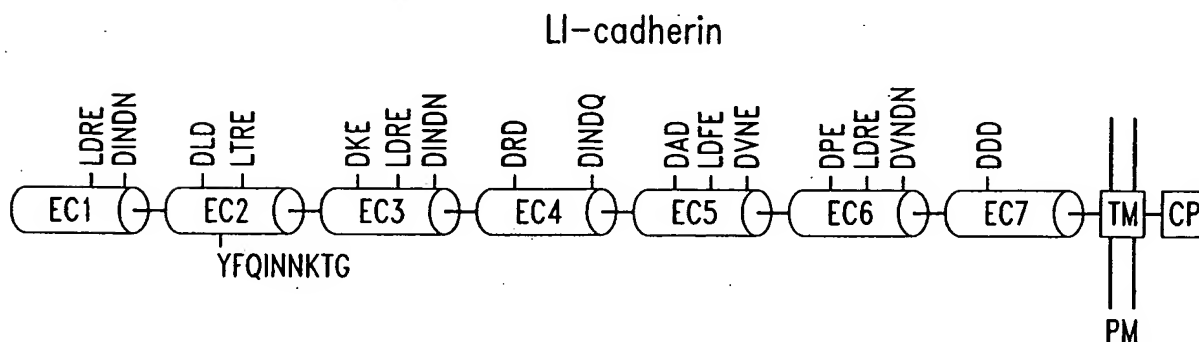 LI-cadherin
LDRE
DINDN
DLD
LTRE
DKE
LDRE
DINDN
DRD
DINDQ
DAD
LDFE
DVNE
DPE
LDRE
DVNDN
DDD
EC1
EC2
EC3
EC4
EC5
EC6
EC7
TM
CP
YFQINNKTG
PM